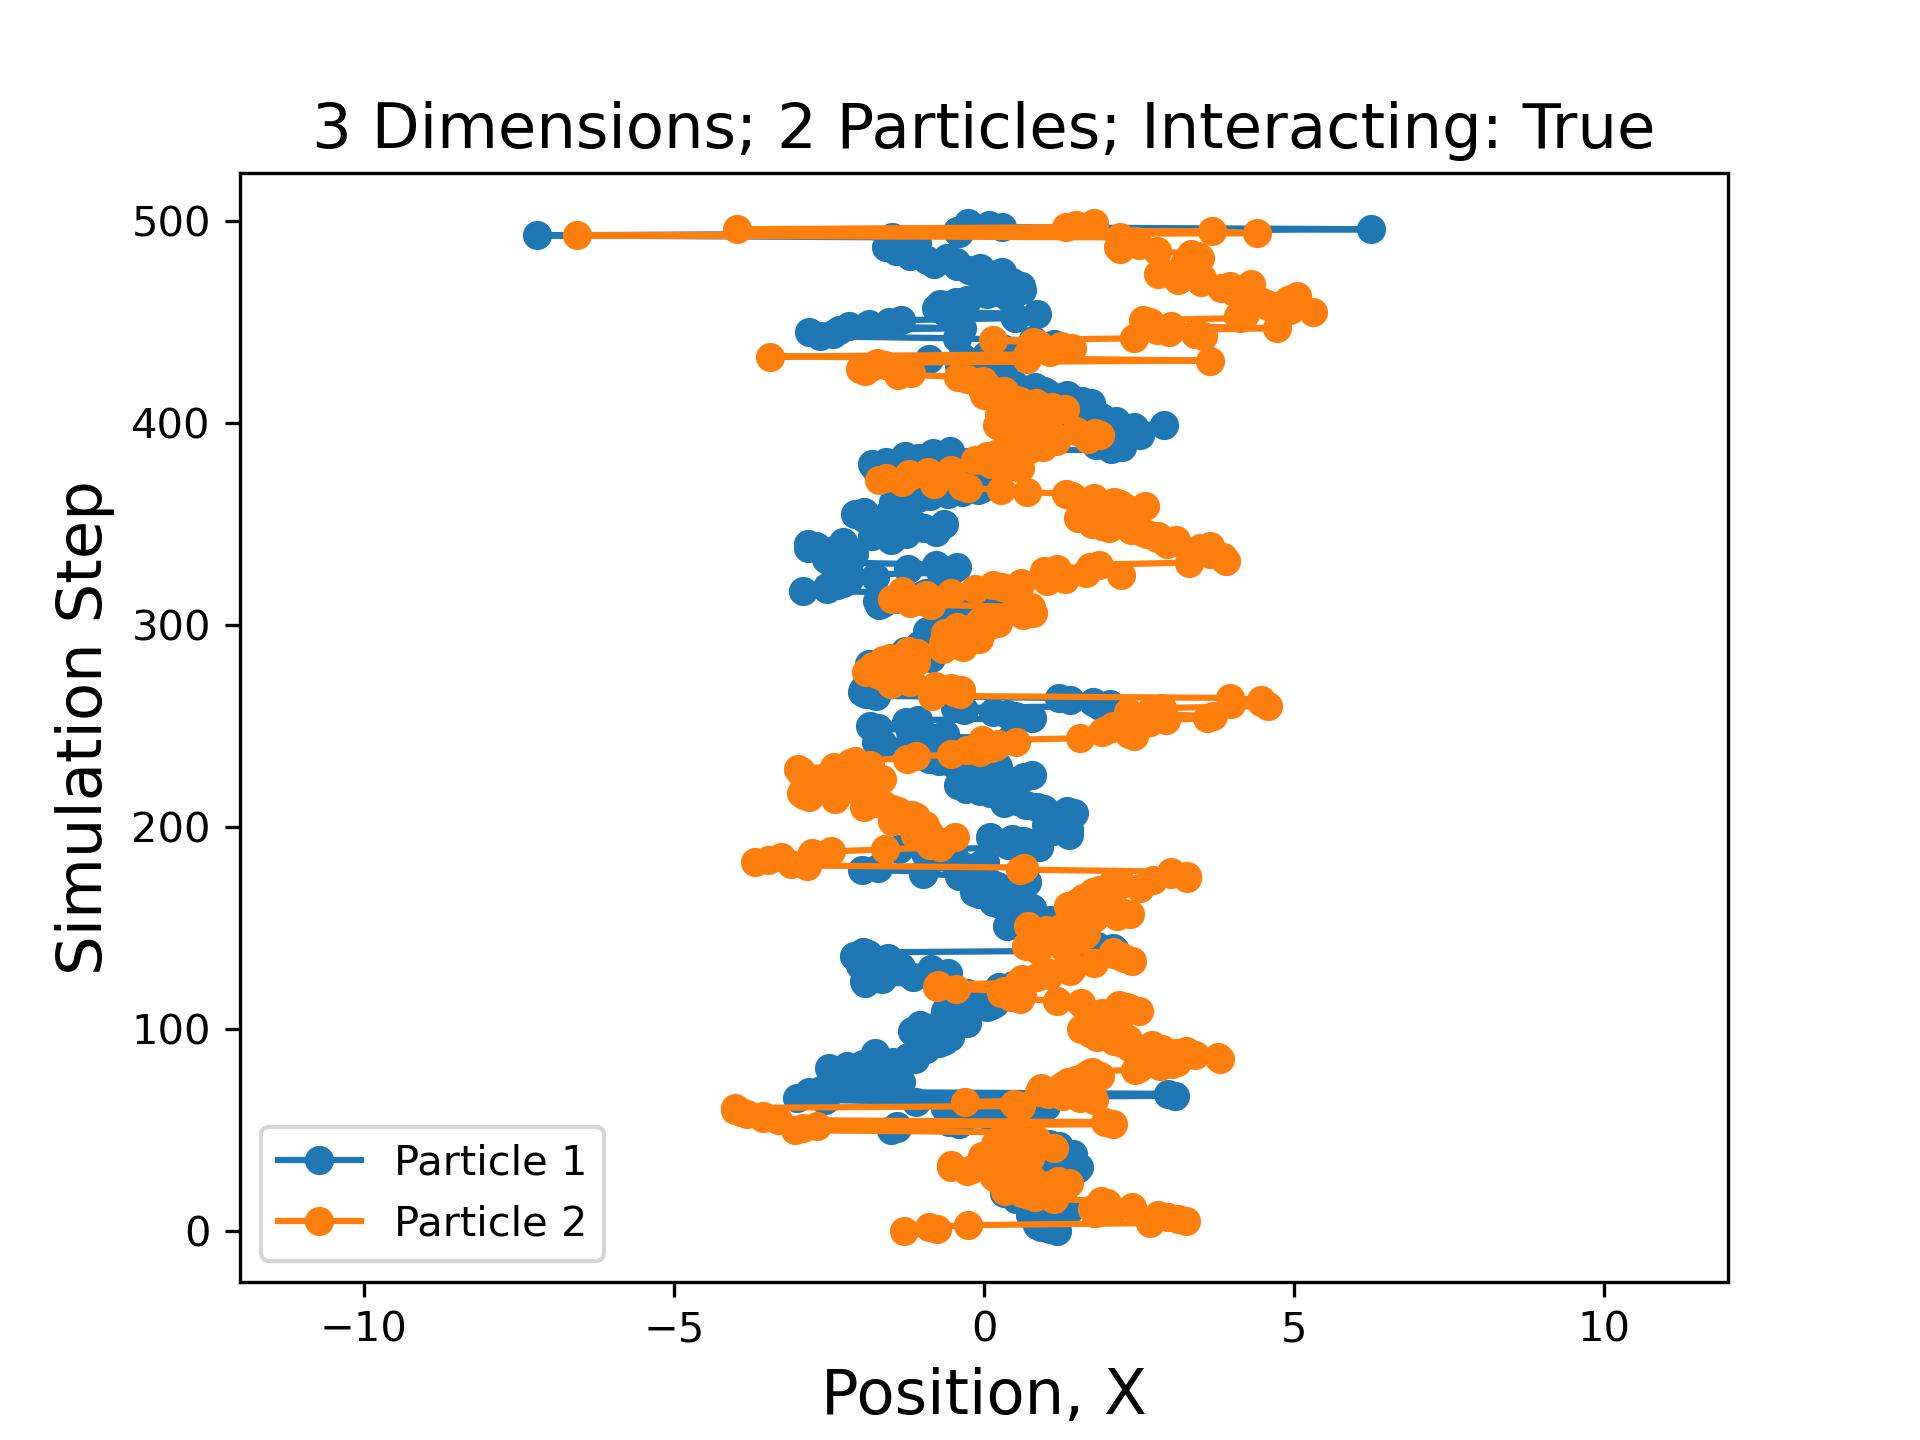 3 Dimensions; 2 Particles; Interacting: True
Simulation Step
500
400
300
200
100
0
Particle 1
Particle 2
−10
−5
0
5
10
Position, X